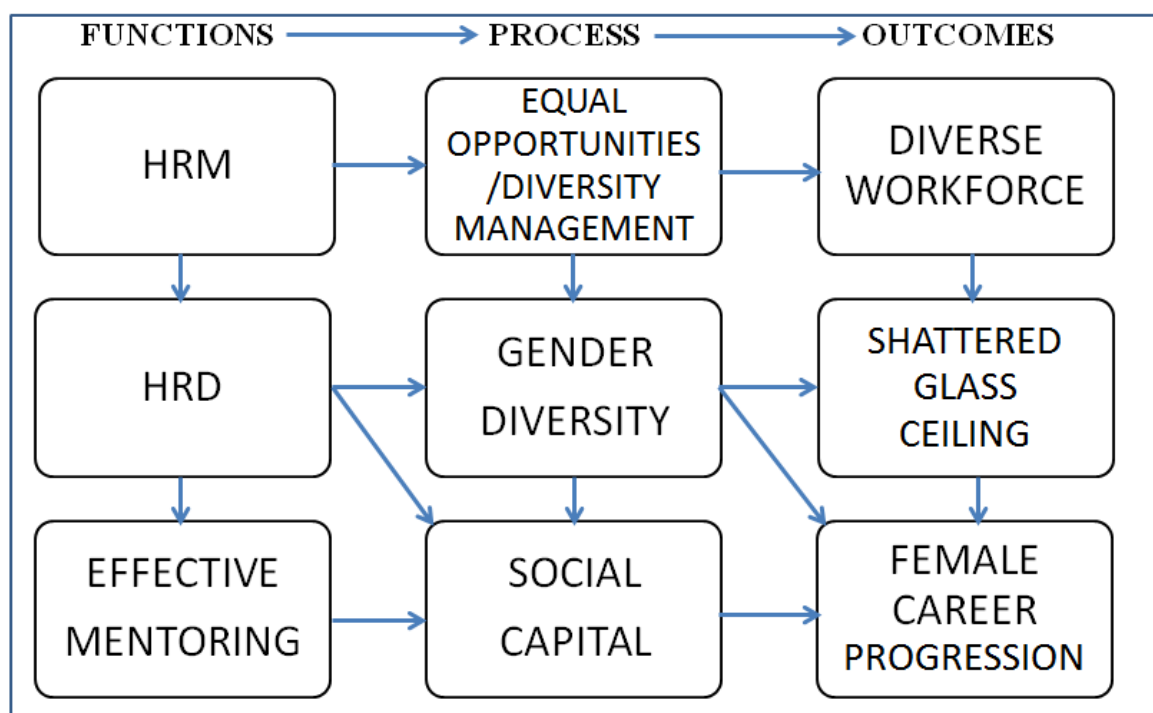 FUNCTIONS PROCESS OUTCOMES
HRM
EQUAL
OPPORTUNITIES
/DIVERSITY
MANAGEMENT
DIVERSE
WORKFORCE
HRD
GENDER
DIVERSITY
SHATTERED
GLASS
CEILING
EFFECTIVE
MENTORING
SOCIAL
CAPITAL
FEMALE
CAREER
PROGRESSION